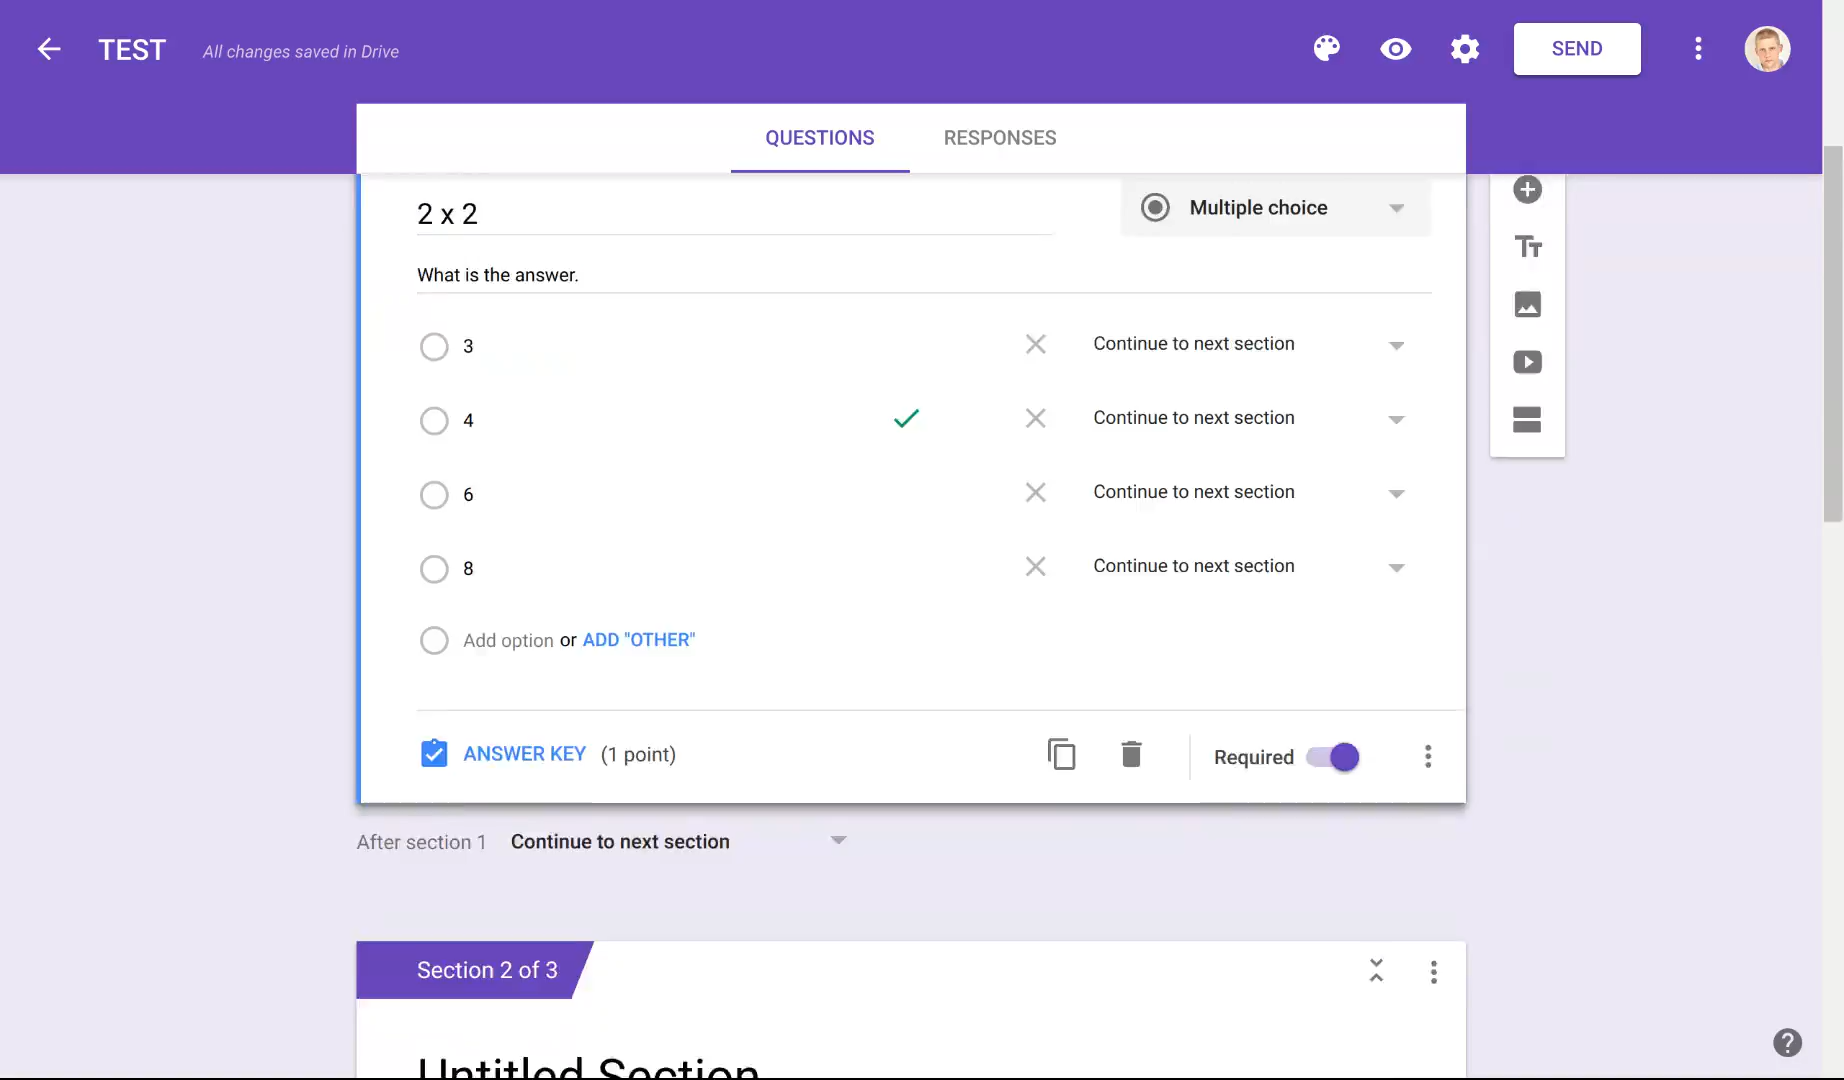 TEST All changes saved in Drive SEND
QUESTIONS RESPONSES
2 x 2 Multiple choice
What is the answer.
3 Continue to next section
4 Continue to next section
6 Continue to next section
8 Continue to next section
Add option or ADD "OTHER"
ANSWER KEY (1 point) Required
After section 1 Continue to next section
Section 2 of 3
Untitled Section